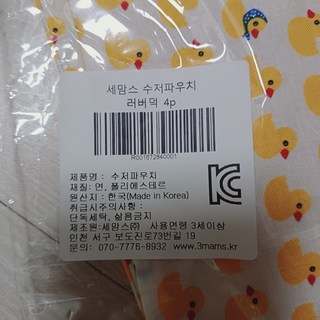 세맘스 수저파우치
러버덕 4p
R001672840001
제품명 : 수저파우치
재질: 면, 폴리에스테르
원산지 : 한국(Made in Korea)
취급시주의사항 :
단독세탁, 삶음금지
제조원:세맘스㈜ 사용연령 3세이상
인천 서구 보도진로73번길 19
문의: 070-7778-8932 www.3mams.kr